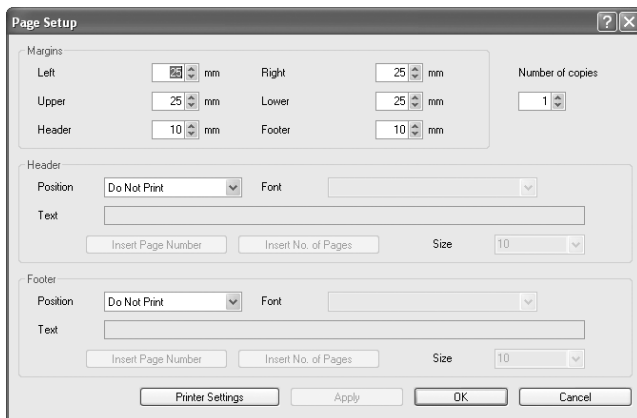 Page Setup
Margins
Left 25 mm Right 25 mm Number of copies
Upper 25 mm Lower 25 mm 1
Header 10 mm Footer 10 mm
Header
Position Do Not Print Font
Text
Insert Page Number Insert No. of Pages Size 10
Footer
Position Do Not Print Font
Text
Insert Page Number Insert No. of Pages Size 10
Printer Settings Apply OK Cancel